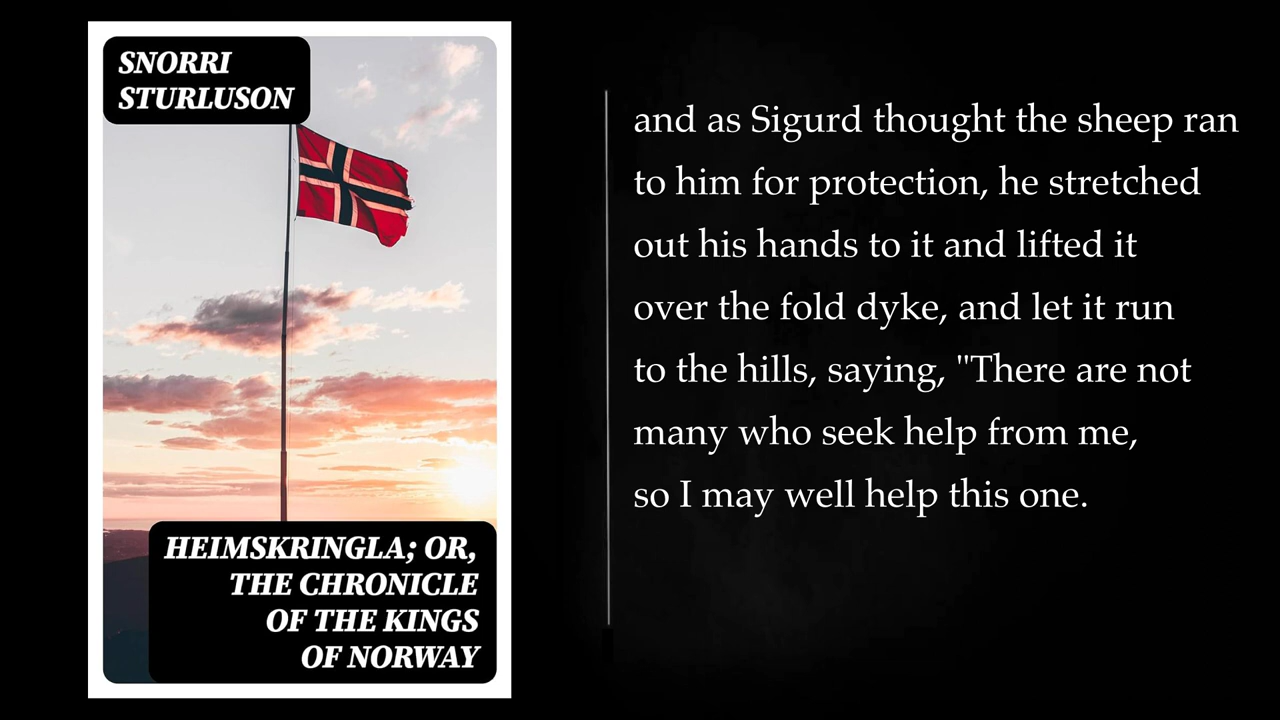 SNORRI
STURLUSON
HEIMSKRINGLA; OR,
THE CHRONICLE
OF THE KINGS
OF NORWAY
and as Sigurd thought the sheep ran
to him for protection, he stretched
out his hands to it and lifted it
over the fold dyke, and let it run
to the hills, saying, "There are not
many who seek help from me,
so I may well help this one.